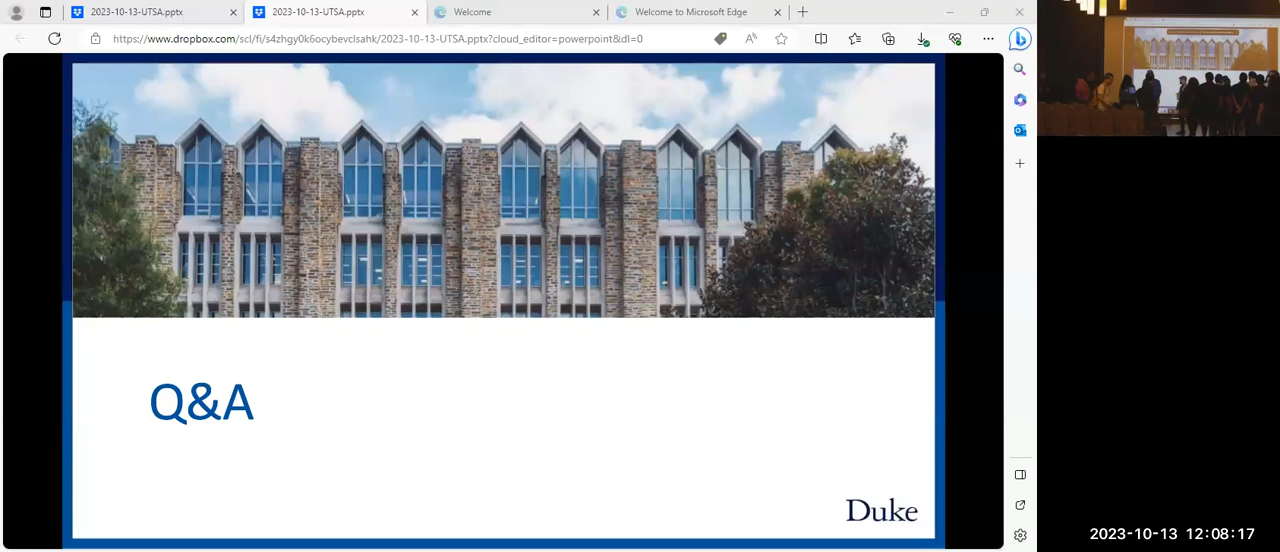 2023-10-13-UTSA.pptx
2023-10-13-UTSA.pptx
Welcome
Welcome to Microsoft Edge
https://www.dropbox.com/scl/fi/s4zhgy0k6ocybevclsahk/2023-10-13-UTSA.pptx?cloud_editor=powerpoint&dl=0
Q&A
Duke
2023-10-13 12:08:17